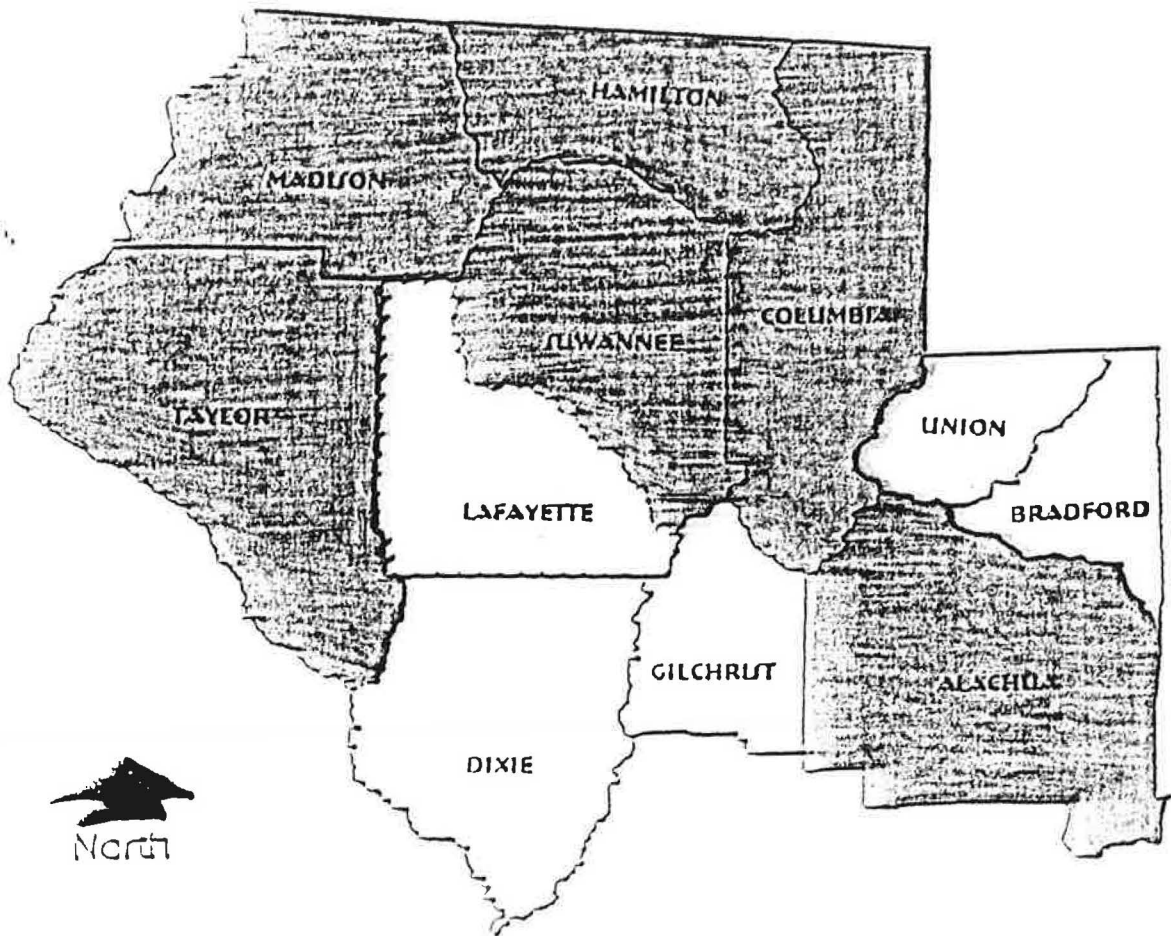 HAMILTON
MADISON
COLUMBIA
SUWANNEE
TAYLOR
UNION
LAFAYETTE
BRADFORD
GILCHRIST
ALACHUA
DIXIE
North